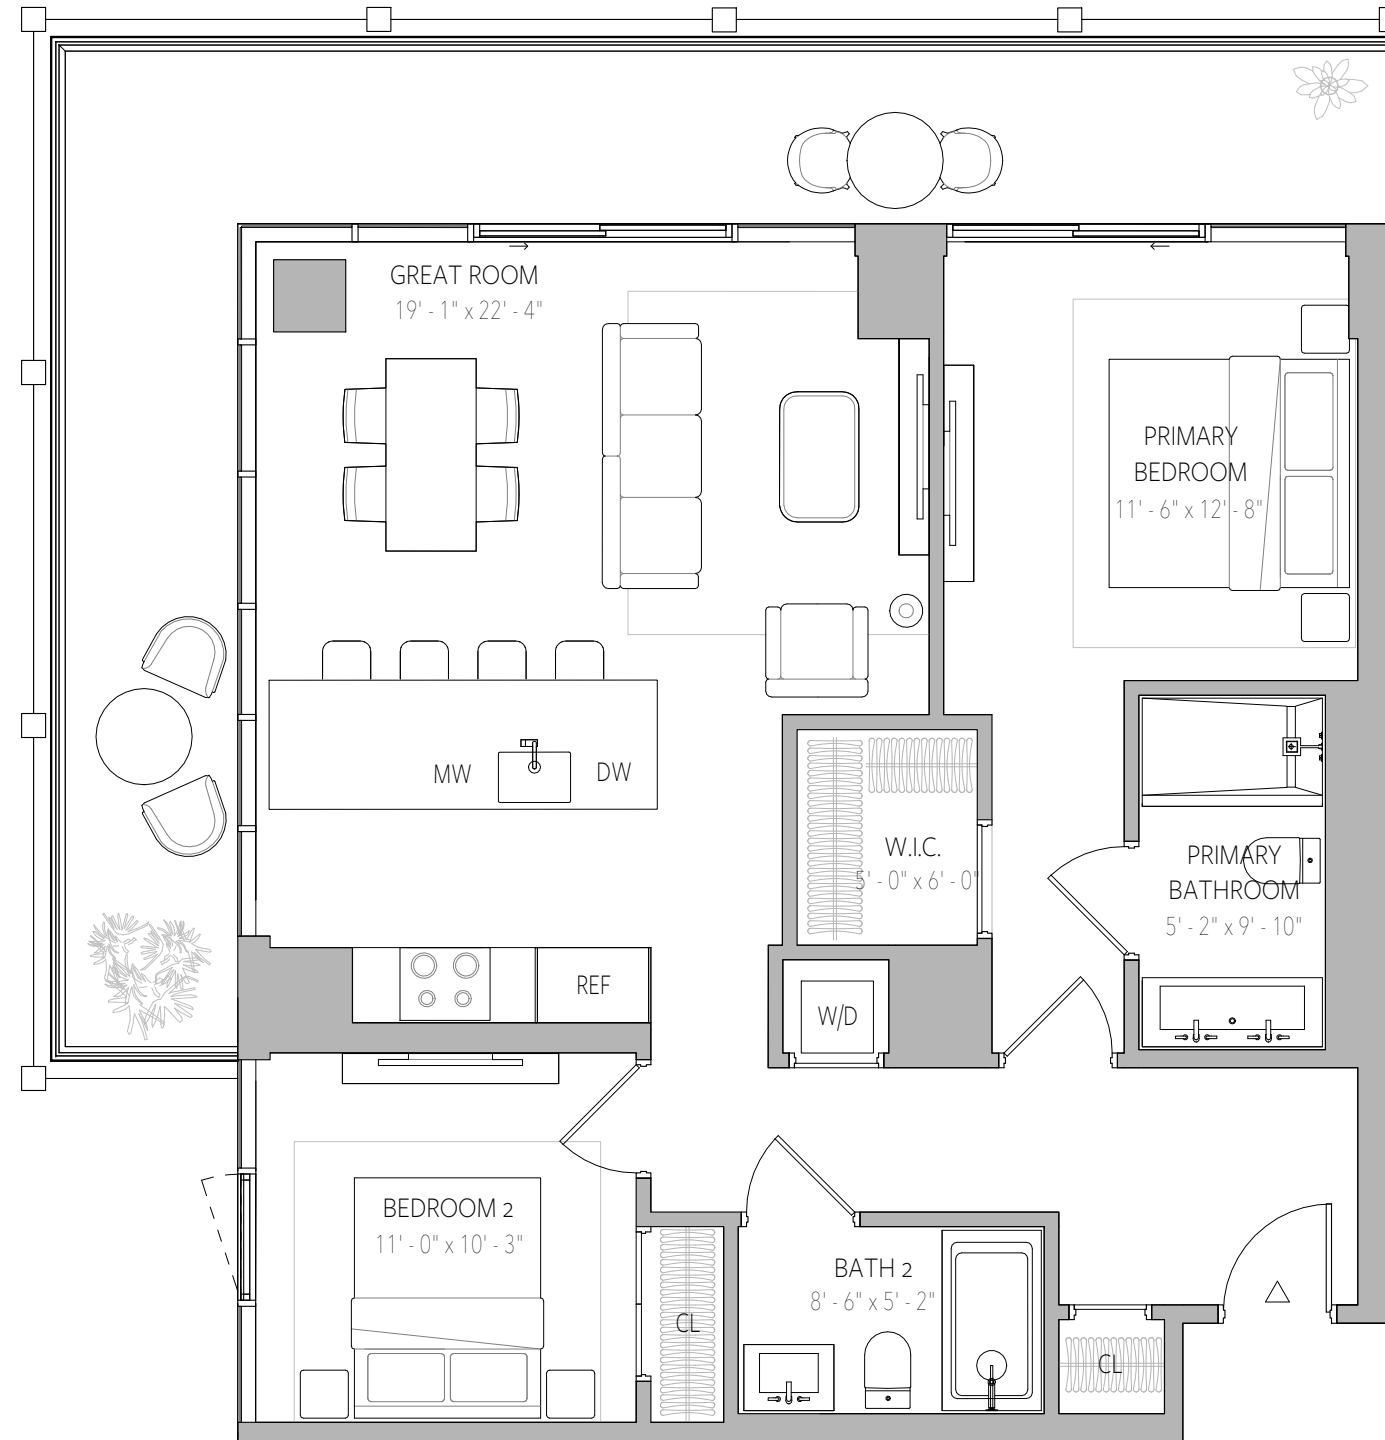 GREAT ROOM
19' - 1" x 22' - 4"
PRIMARY
BEDROOM
11' - 6" x 12' - 8"
MW
DW
W.I.C.
5' - 0" x 6' - 0"
PRIMARY
BATHROOM
5' - 2" x 9' - 10"
REF
W/D
BEDROOM 2
11' - 0" x 10' - 3"
BATH 2
8' - 6" x 5' - 2"
CL
CL